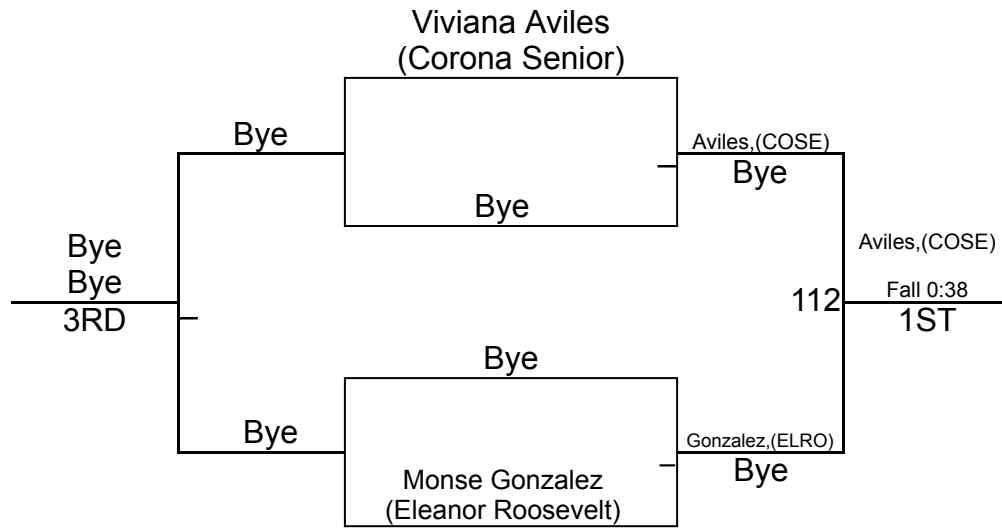 Viviana Aviles
(Corona Senior)
Bye
Aviles,(COSE)
Bye
Bye
Bye
Bye
3RD
Aviles,(COSE)
112
Fall 0:38
1ST
Bye
Bye
Gonzalez,(ELRO)
Bye
Monse Gonzalez
(Eleanor Roosevelt)